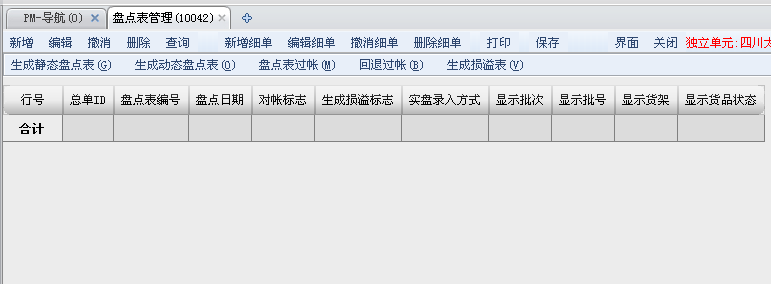 PM-导航(0) 盘点表管理(10042)
新增 编辑 撤消 删除 查询 新增细单 编辑细单 撤消细单 删除细单 打印 保存 界面 关闭 独立单元:四川
生成静态盘点表(G) 生成动态盘点表(O) 盘点表过帐(M) 回退过帐(B) 生成损溢表(V)
行号 总单ID 盘点表编号 盘点日期 对帐标志 生成损溢标志 实盘录入方式 显示批次 显示批号 显示货架 显示货品状态
合计